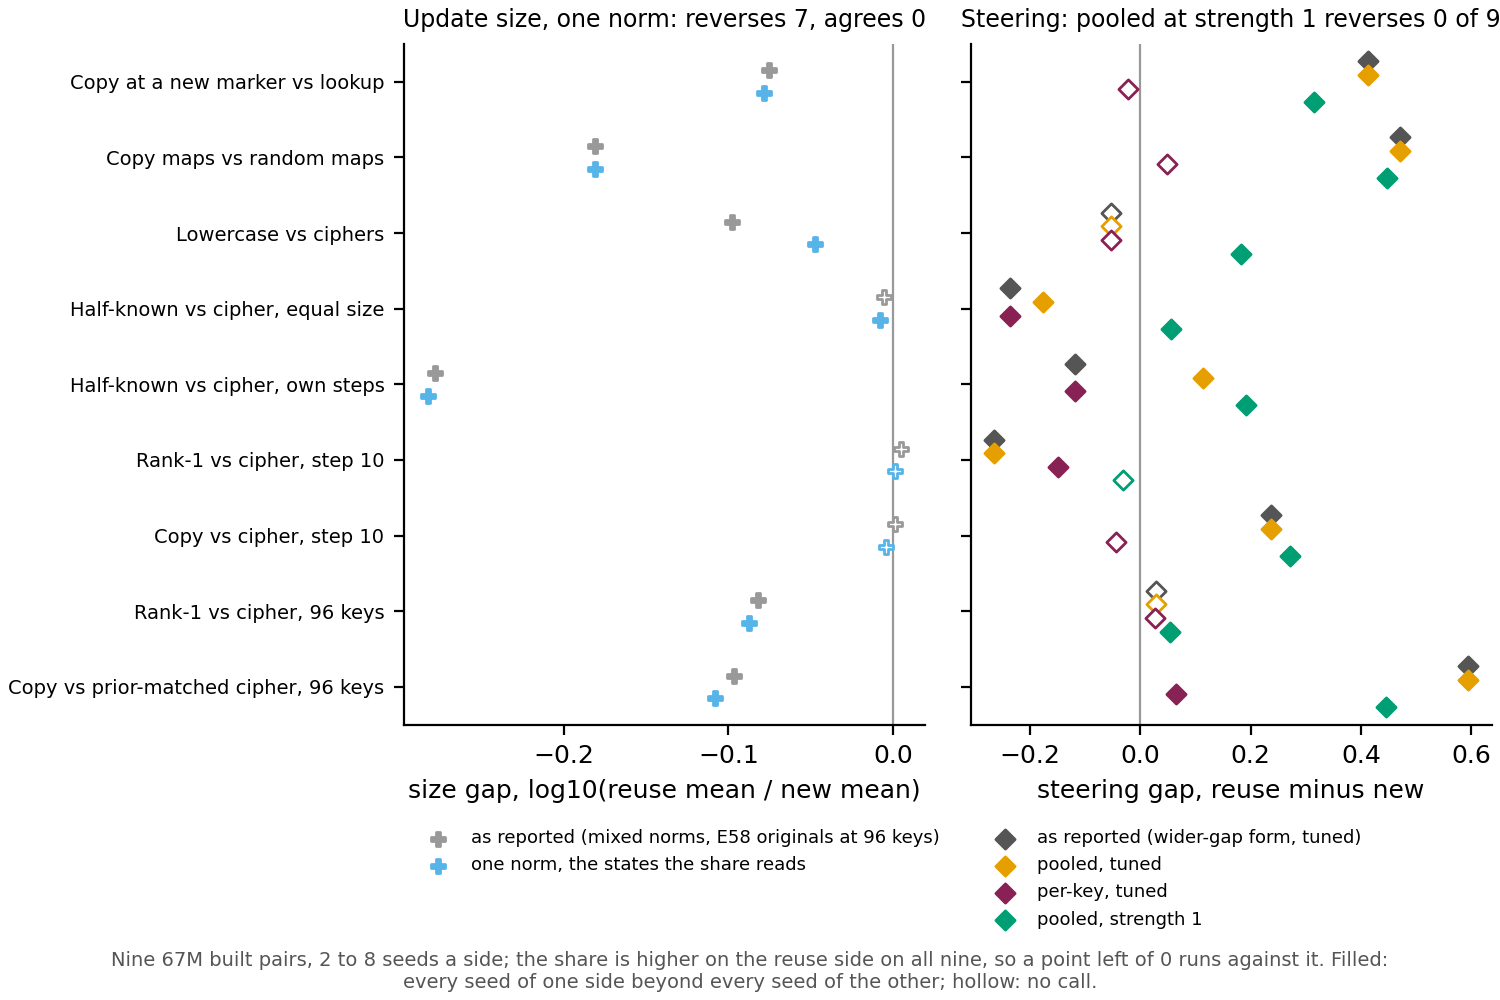 Update size, one norm: reverses 7, agrees 0
Steering: pooled at strength 1 reverses 0 of 9
Copy at a new marker vs lookup
Copy maps vs random maps
Lowercase vs ciphers
Half-known vs cipher, equal size
Half-known vs cipher, own steps
Rank-1 vs cipher, step 10
Copy vs cipher, step 10
Rank-1 vs cipher, 96 keys
Copy vs prior-matched cipher, 96 keys
−0.2 −0.1 0.0
−0.2 0.0 0.2 0.4 0.6
size gap, log10(reuse mean / new mean)
steering gap, reuse minus new
as reported (mixed norms, E58 originals at 96 keys)
one norm, the states the share reads
as reported (wider-gap form, tuned)
pooled, tuned
per-key, tuned
pooled, strength 1
Nine 67M built pairs, 2 to 8 seeds a side; the share is higher on the reuse side on all nine, so a point left of 0 runs against it. Filled:
every seed of one side beyond every seed of the other; hollow: no call.